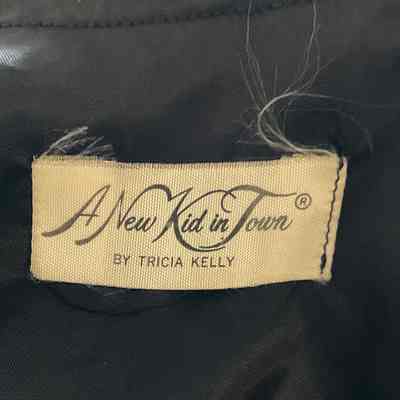 A New Kid in Town®
BY TRICIA KELLY